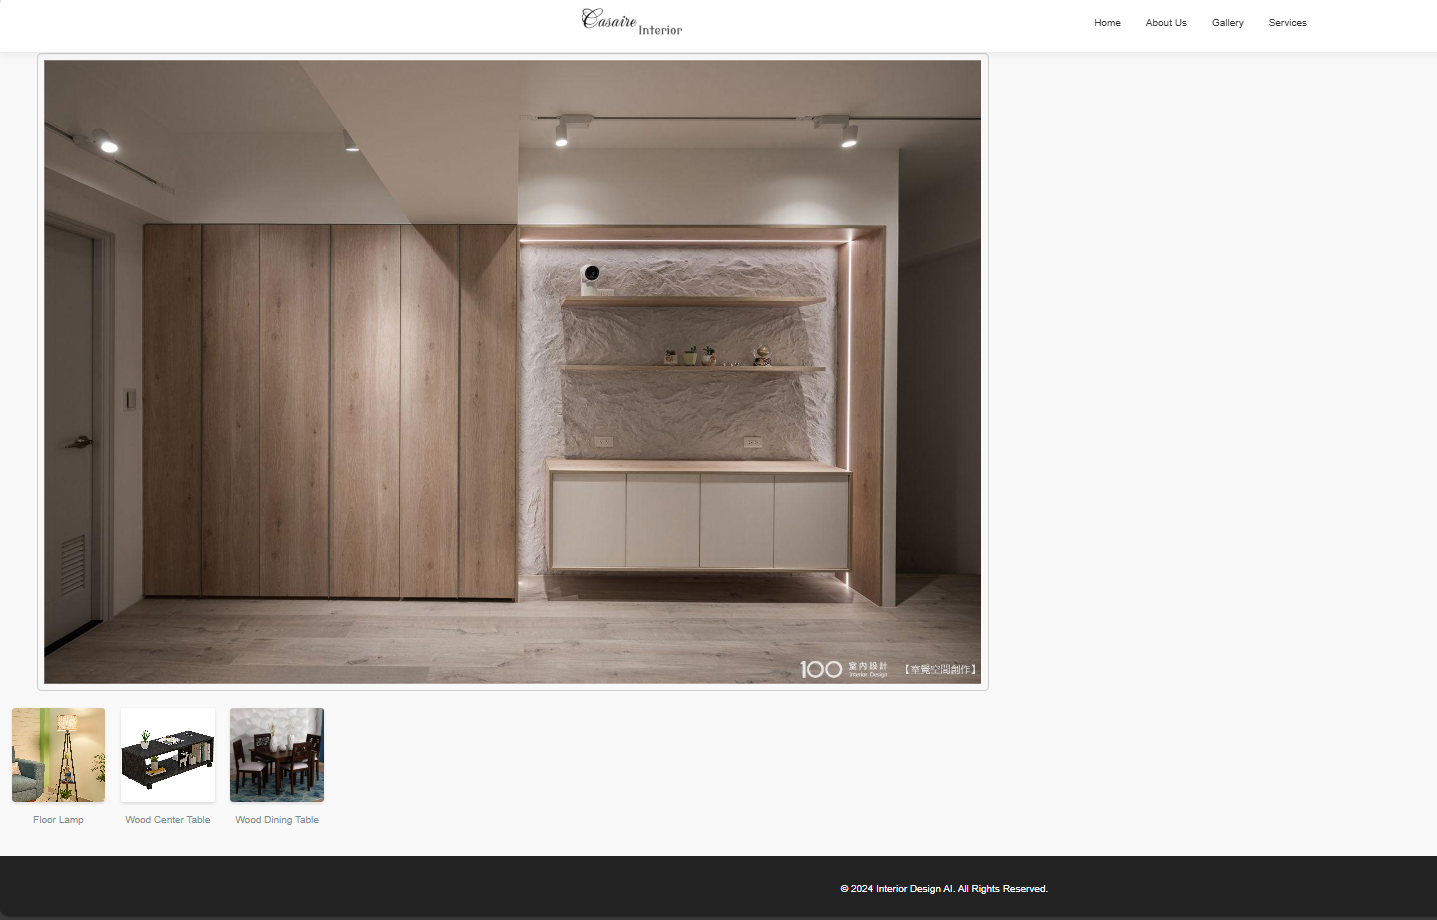 Casaire Interior
Home About Us Gallery Services
100 室內設計 Interior Design 【室覺空間創作】
Floor Lamp
Wood Center Table
Wood Dining Table
© 2024 Interior Design AI. All Rights Reserved.